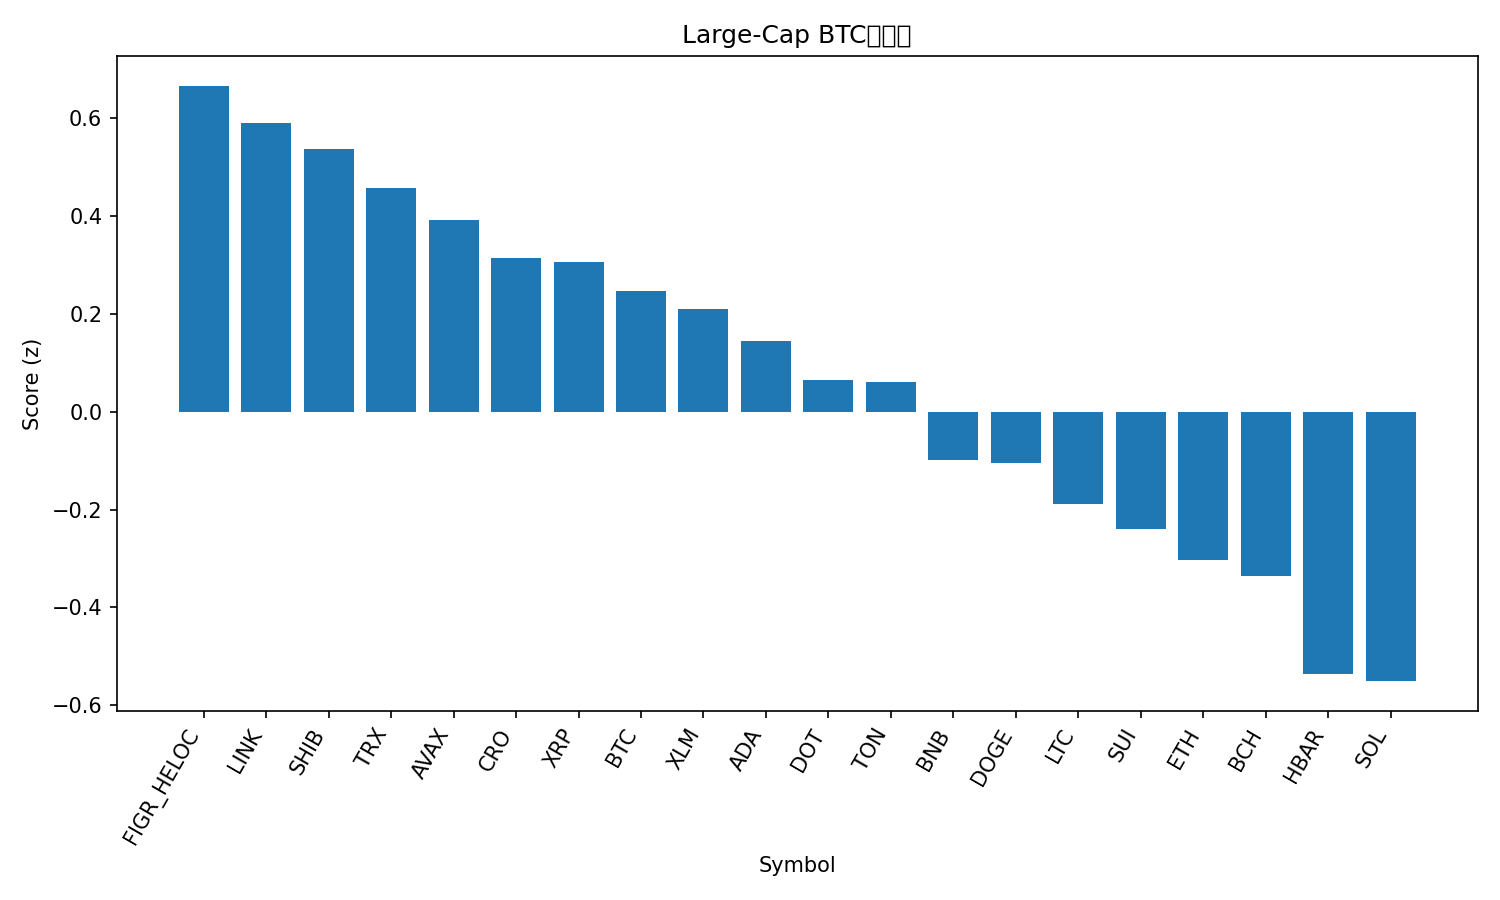 Large-Cap BTC
Score (z)
0.6
0.4
0.2
0.0
−0.2
−0.4
−0.6
FIGR_HELOC
LINK
SHIB
TRX
AVAX
CRO
XRP
BTC
XLM
ADA
DOT
TON
BNB
DOGE
LTC
SUI
ETH
BCH
HBAR
SOL
Symbol